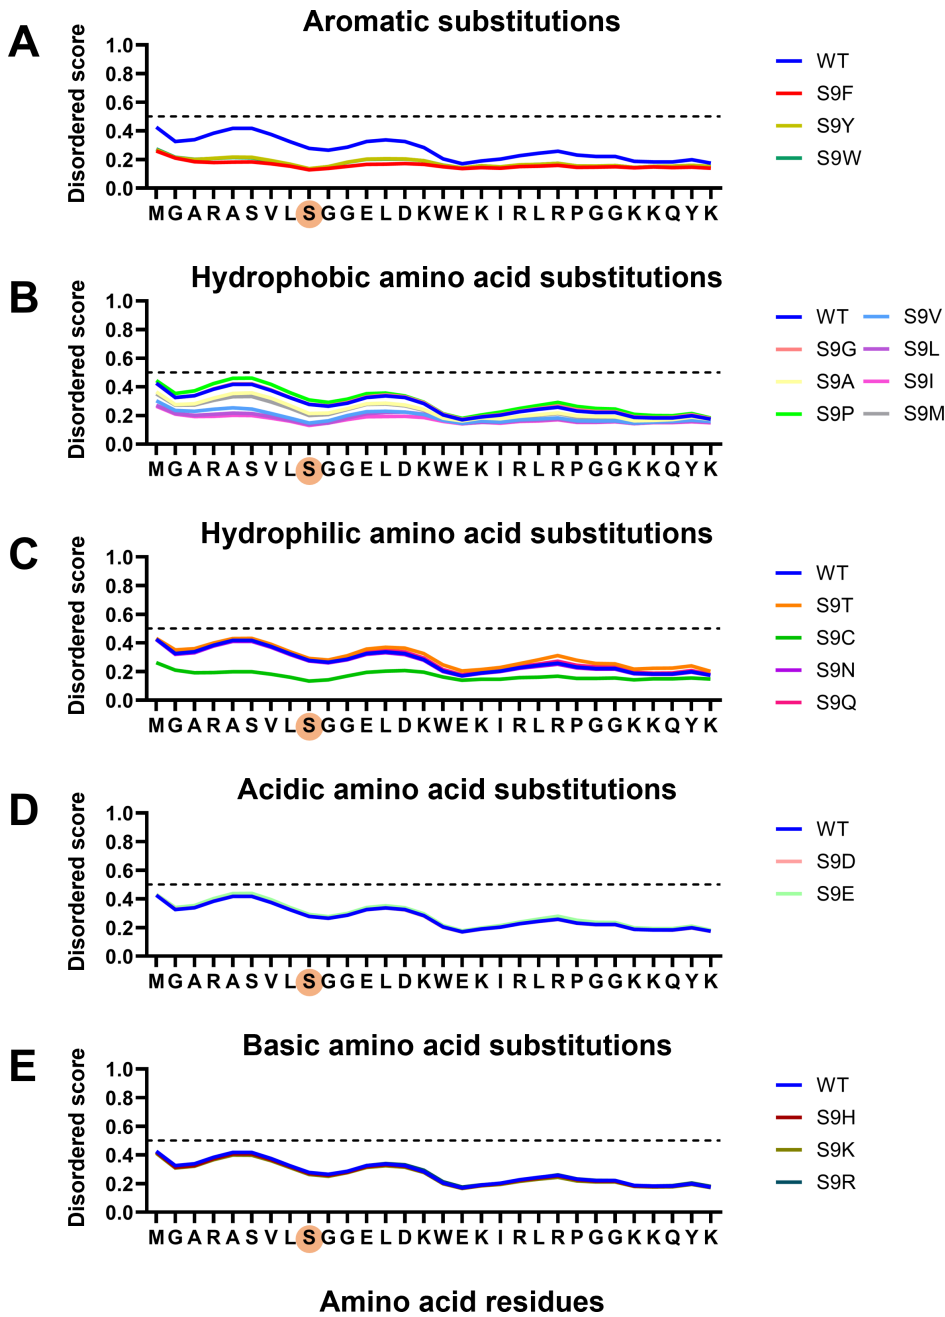 A
Aromatic substitutions
Disordered score
1.0
0.8
0.6
0.4
0.2
0.0
M G A R A S V L S G G E L D K W E K I R L R P G G K K Q Y K
WT
S9F
S9Y
S9W
B
Hydrophobic amino acid substitutions
Disordered score
1.0
0.8
0.6
0.4
0.2
0.0
M G A R A S V L S G G E L D K W E K I R L R P G G K K Q Y K
WT S9V
S9G S9L
S9A S9I
S9P S9M
C
Hydrophilic amino acid substitutions
Disordered score
1.0
0.8
0.6
0.4
0.2
0.0
M G A R A S V L S G G E L D K W E K I R L R P G G K K Q Y K
WT
S9T
S9C
S9N
S9Q
D
Acidic amino acid substitutions
Disordered score
1.0
0.8
0.6
0.4
0.2
0.0
M G A R A S V L S G G E L D K W E K I R L R P G G K K Q Y K
WT
S9D
S9E
E
Basic amino acid substitutions
Disordered score
1.0
0.8
0.6
0.4
0.2
0.0
M G A R A S V L S G G E L D K W E K I R L R P G G K K Q Y K
WT
S9H
S9K
S9R
Amino acid residues